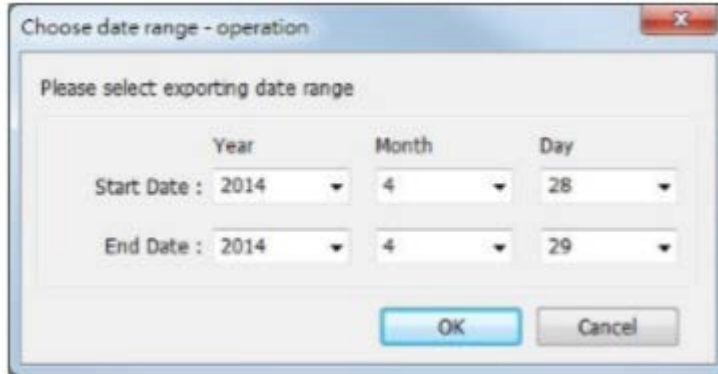 Choose date range - operation
Please select exporting date range
Year Month Day
Start Date : 2014 4 28
End Date : 2014 4 29
OK Cancel